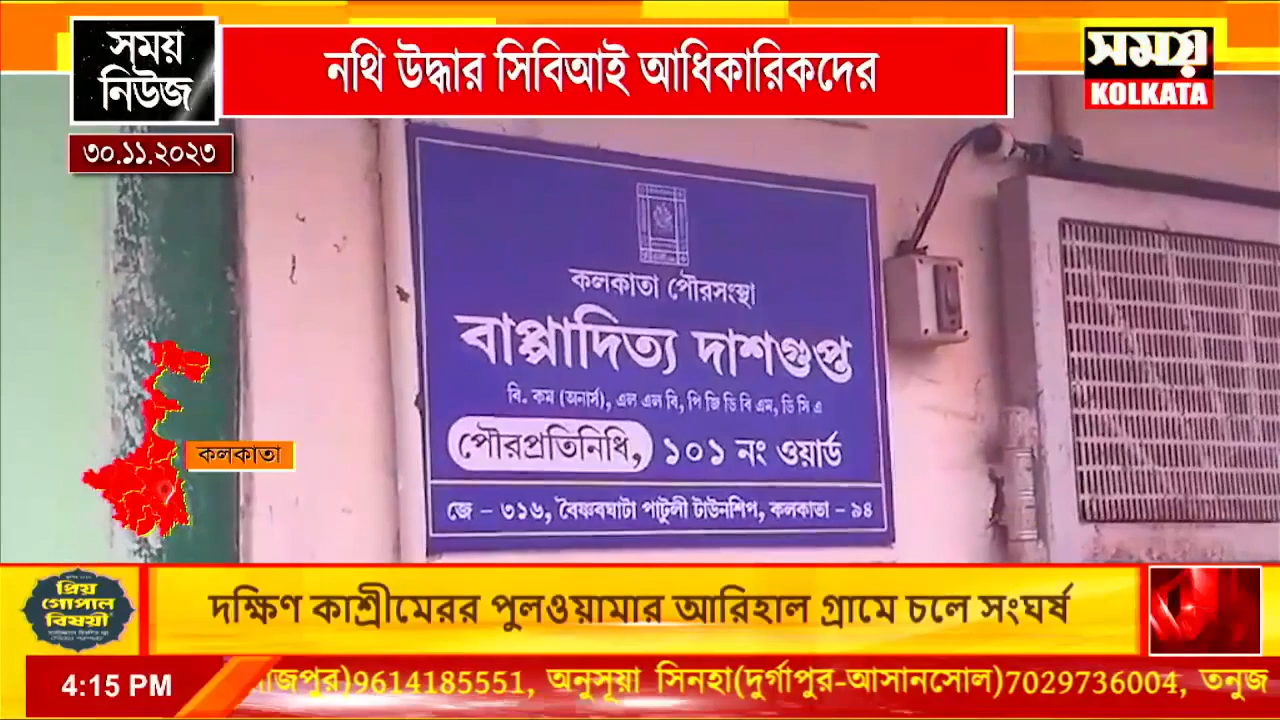 সময়
নিউজ
নথি উদ্ধার সিবিআই আধিকারিকদের
সময়
KOLKATA
৩০.১১.২০২৩
কলকাতা পৌরসংস্থা
বাপ্পাদিত্য দাশগুপ্ত
বি. কম (অনার্স), এল এল বি, পি জি ডি বি এম, ডি সি এ
পৌরপ্রতিনিধি, ১০১ নং ওয়ার্ড
জে - ৩১৬, বৈষ্ণবঘাটা পাটুলী টাউনশিপ, কলকাতা - ৯৪
কলকাতা
প্রিয়
গোপাল
বিষয়ী
দক্ষিণ কাশ্রীমেরর পুলওয়ামার আরিহাল গ্রামে চলে সংঘর্ষ
4:15 PM
াজপুর)9614185551, অনুসূয়া সিনহা(দুর্গাপুর-আসানসোল)7029736004, তনুজ